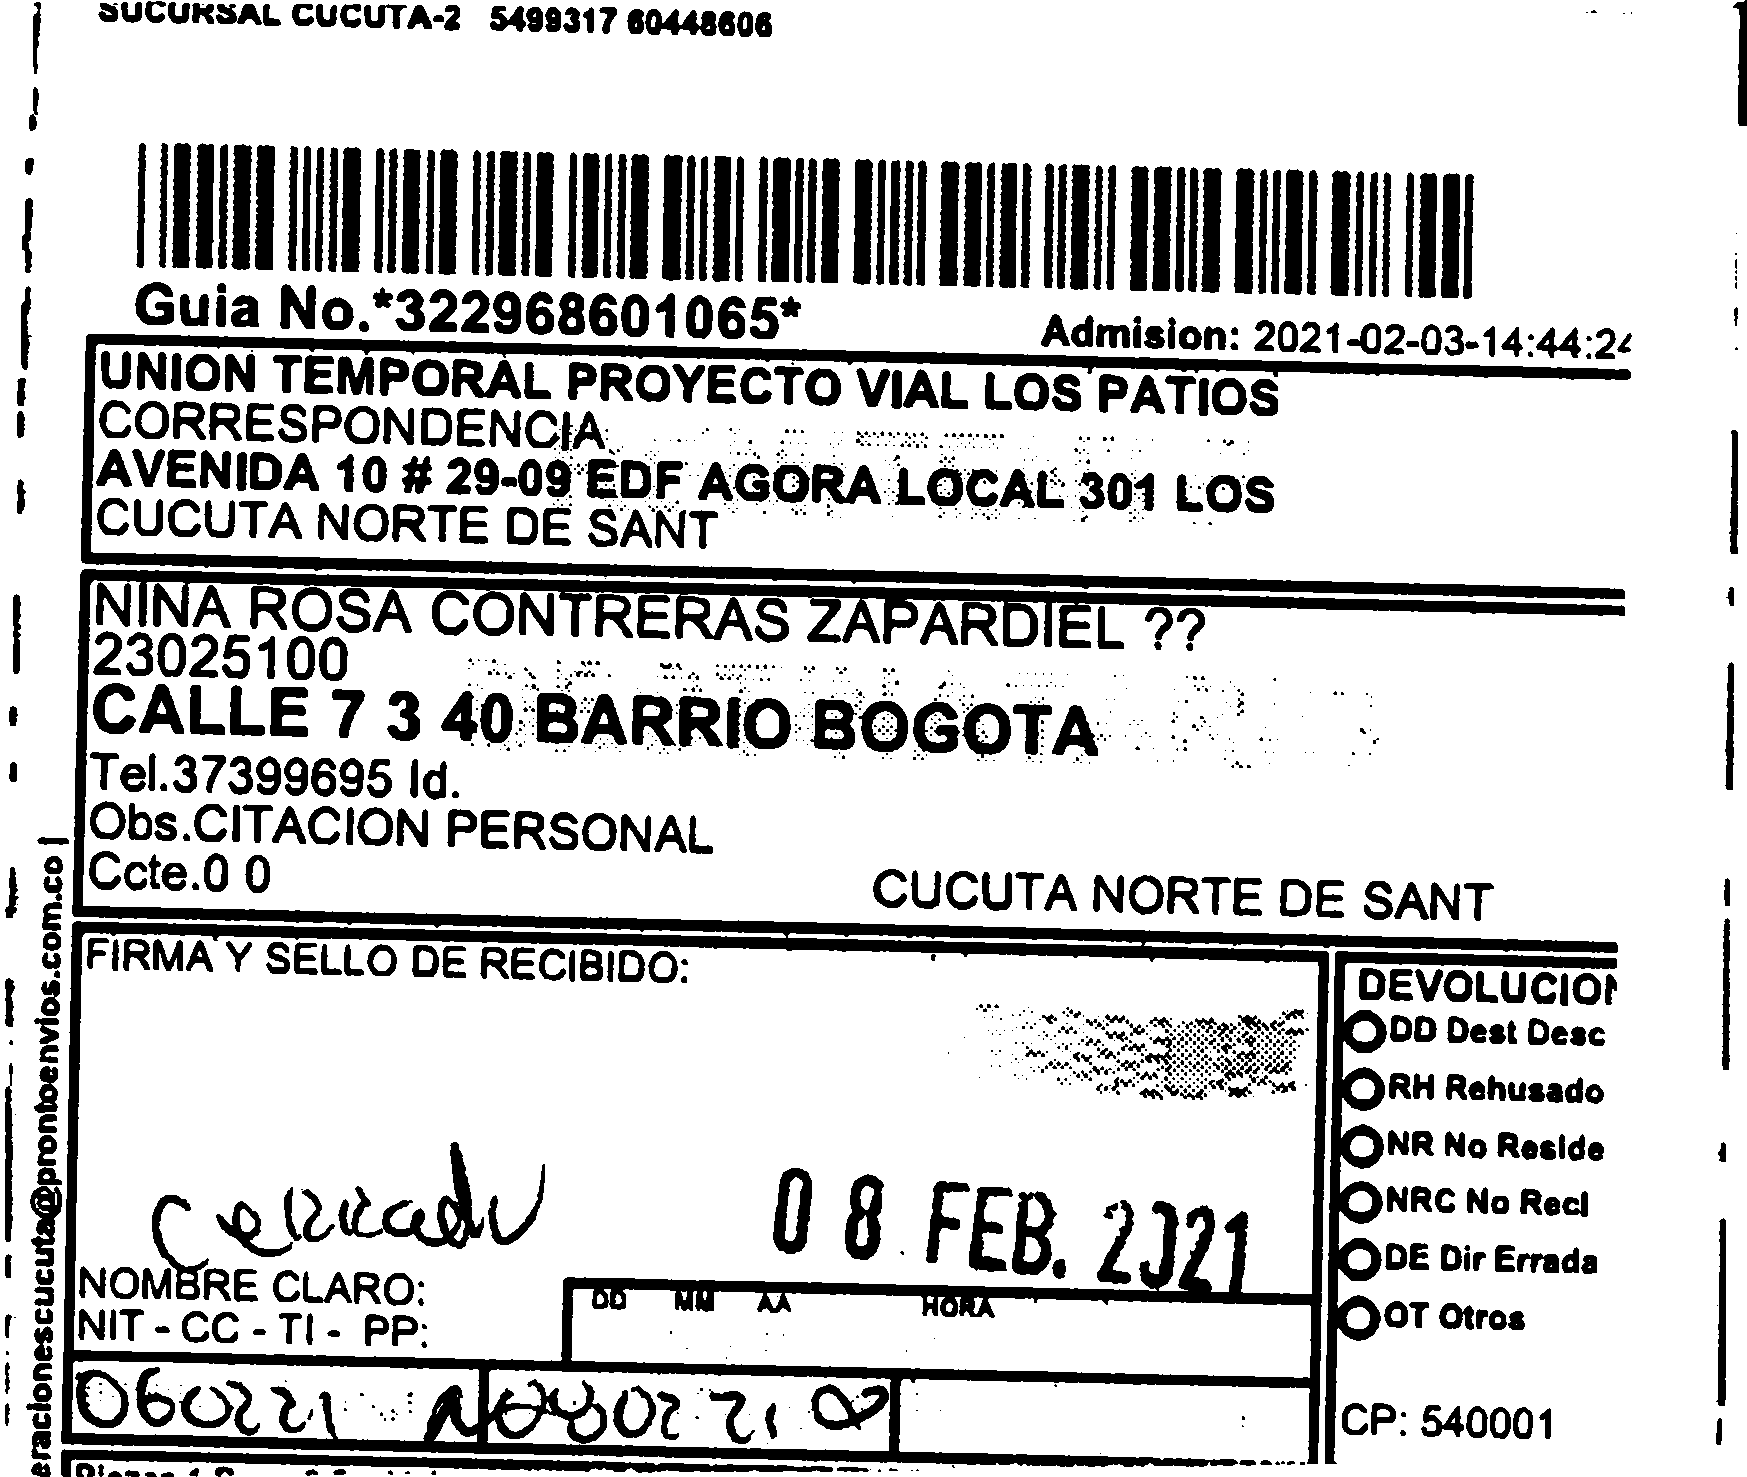 SUCURSAL CUCUTA-2 5499317 60448606
Guia No.*322968601065*
Admision: 2021-02-03-14:44:24
UNION TEMPORAL PROYECTO VIAL LOS PATIOS
CORRESPONDENCIA
AVENIDA 10 # 29-09 EDF AGORA LOCAL 301 LOS
CUCUTA NORTE DE SANT
NINA ROSA CONTRERAS ZAPARDIEL ??
23025100
CALLE 7 3 40 BARRIO BOGOTA
Tel.37399695 Id.
Obs.CITACION PERSONAL
Ccte.0 0
CUCUTA NORTE DE SANT
FIRMA Y SELLO DE RECIBIDO:
DEVOLUCION
DD Dest Desc
RH Rehusado
NR No Reside
NRC No Recl
DE Dir Errada
OT Otros
Cerrado
08 FEB. 2021
NOMBRE CLARO:
NIT - CC - TI - PP:
DD MM AA HORA
060221
080221
CP: 540001
eracionescucuta@prontoenvios.com.co |